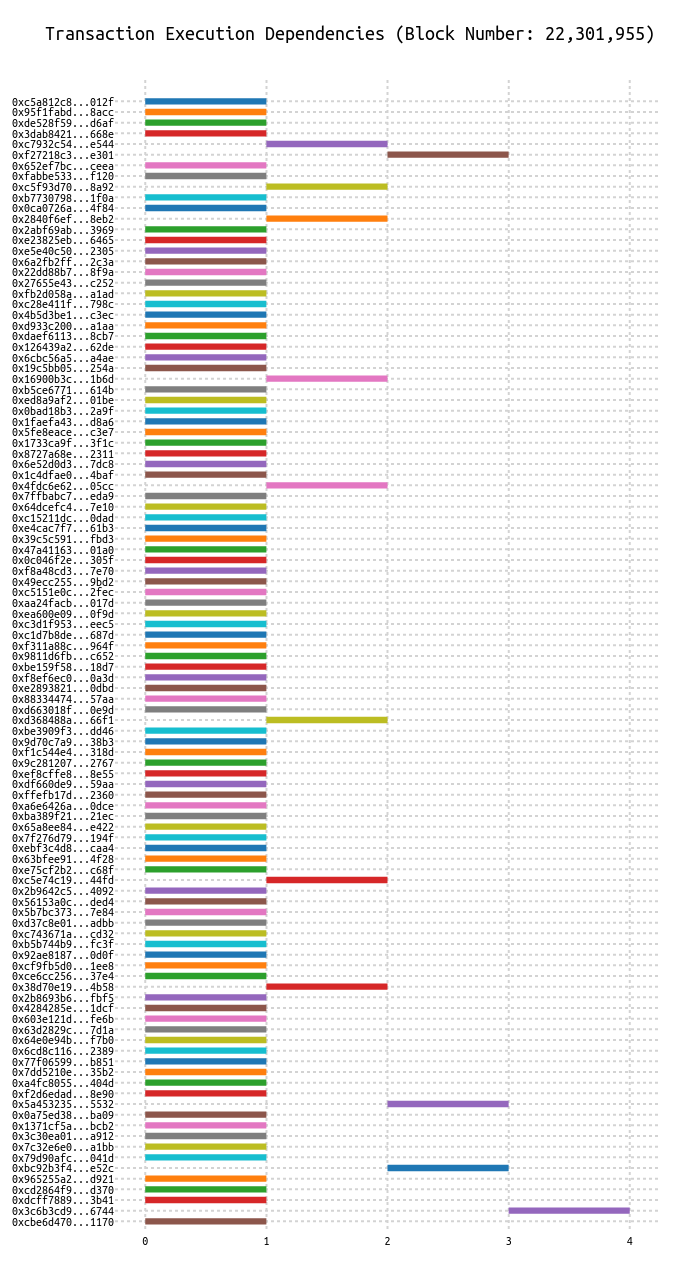 Transaction Execution Dependencies (Block Number: 22,301,955)
0xc5a812c8...012f
0x95f1fabd...8acc
0xde528f59...d6af
0x3dab8421...668e
0xc7932c54...e544
0xf27218c3...e301
0x652ef7bc...ceea
0xfabbe533...f120
0xc5f93d70...8a92
0xb7730798...1f0a
0x0ca0726a...4f84
0x2840f6ef...8eb2
0x2abf69ab...3969
0xe23825eb...6465
0xe5e40c50...2305
0x6a2fb2ff...2c3a
0x22dd88b7...8f9a
0x27655e43...c252
0xfb2d058a...a1ad
0xc28e411f...798c
0x4b5d3be1...c3ec
0xd933c200...a1aa
0xdaef6113...8cb7
0x126439a2...62de
0x6cbc56a5...a4ae
0x19c5bb05...254a
0x16900b3c...1b6d
0xb5ce6771...614b
0xed8a9af2...01be
0x0bad18b3...2a9f
0x1faefa43...d8a6
0x5fe8eace...c3e7
0x1733ca9f...3f1c
0x8727a68e...2311
0x6e52d0d3...7dc8
0x1c4dfae0...4baf
0x4fdc6e62...05cc
0x7ffbabc7...eda9
0x64dcefc4...7e10
0xc15211dc...0dad
0xe4cac7f7...61b3
0x39c5c591...fbd3
0x47a41163...01a0
0x0c046f2e...305f
0xf8a48cd3...7e70
0x49ecc255...9bd2
0xc5151e0c...2fec
0xaa24facb...017d
0xea600e09...0f9d
0xc3d1f953...eec5
0xc1d7b8de...687d
0xf311a88c...964f
0x9811d6fb...c652
0xbe159f58...18d7
0xf8ef6ec0...0a3d
0xe2893821...0dbd
0x88334474...57aa
0xd663018f...0e9d
0xd368488a...66f1
0xbe3909f3...dd46
0x9d70c7a9...38b3
0xf1c544e4...318d
0x9c281207...2767
0xef8cffe8...8e55
0xdf660de9...59aa
0xffefb17d...2360
0xa6e6426a...0dce
0xba389f21...21ec
0x65a8ee84...e422
0x7f276d79...194f
0xebf3c4d8...caa4
0x63bfee91...4f28
0xe75cf2b2...c68f
0xc5e74c19...44fd
0x2b9642c5...4092
0x56153a0c...ded4
0x5b7bc373...7e84
0xd37c8e01...adbb
0xc743671a...cd32
0xb5b744b9...fc3f
0x92ae8187...0d0f
0xcf9fb5d0...1ee8
0xce6cc256...37e4
0x38d70e19...4b58
0x2b8693b6...fbf5
0x4284285e...1dcf
0x603e121d...fe6b
0x63d2829c...7d1a
0x64e0e94b...f7b0
0x6cd8c116...2389
0x77f06599...b851
0x7dd5210e...35b2
0xa4fc8055...404d
0xf2d6edad...8e90
0x5a453235...5532
0x0a75ed38...ba09
0x1371cf5a...bcb2
0x3c30ea01...a912
0x7c32e6e0...a1bb
0x79d90afc...041d
0xbc92b3f4...e52c
0x965255a2...d921
0xcd2864f9...d370
0xdcff7889...3b41
0x3c6b3cd9...6744
0xcbe6d470...1170
0 1 2 3 4